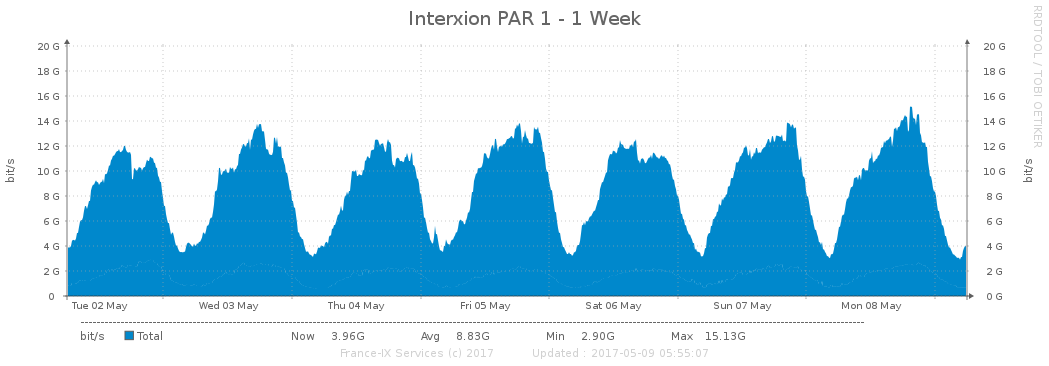 Interxion PAR 1 - 1 Week
RRDTOOL / TOBI OETIKER
bit/s
20 G
18 G
16 G
14 G
12 G
10 G
8 G
6 G
4 G
2 G
0
20 G
18 G
16 G
14 G
12 G
10 G
8 G
6 G
4 G
2 G
0 G
bit/s
Tue 02 May Wed 03 May Thu 04 May Fri 05 May Sat 06 May Sun 07 May Mon 08 May
bit/s Total Now 3.96G Avg 8.83G Min 2.90G Max 15.13G
France-IX Services (c) 2017 Updated : 2017-05-09 05:55:07